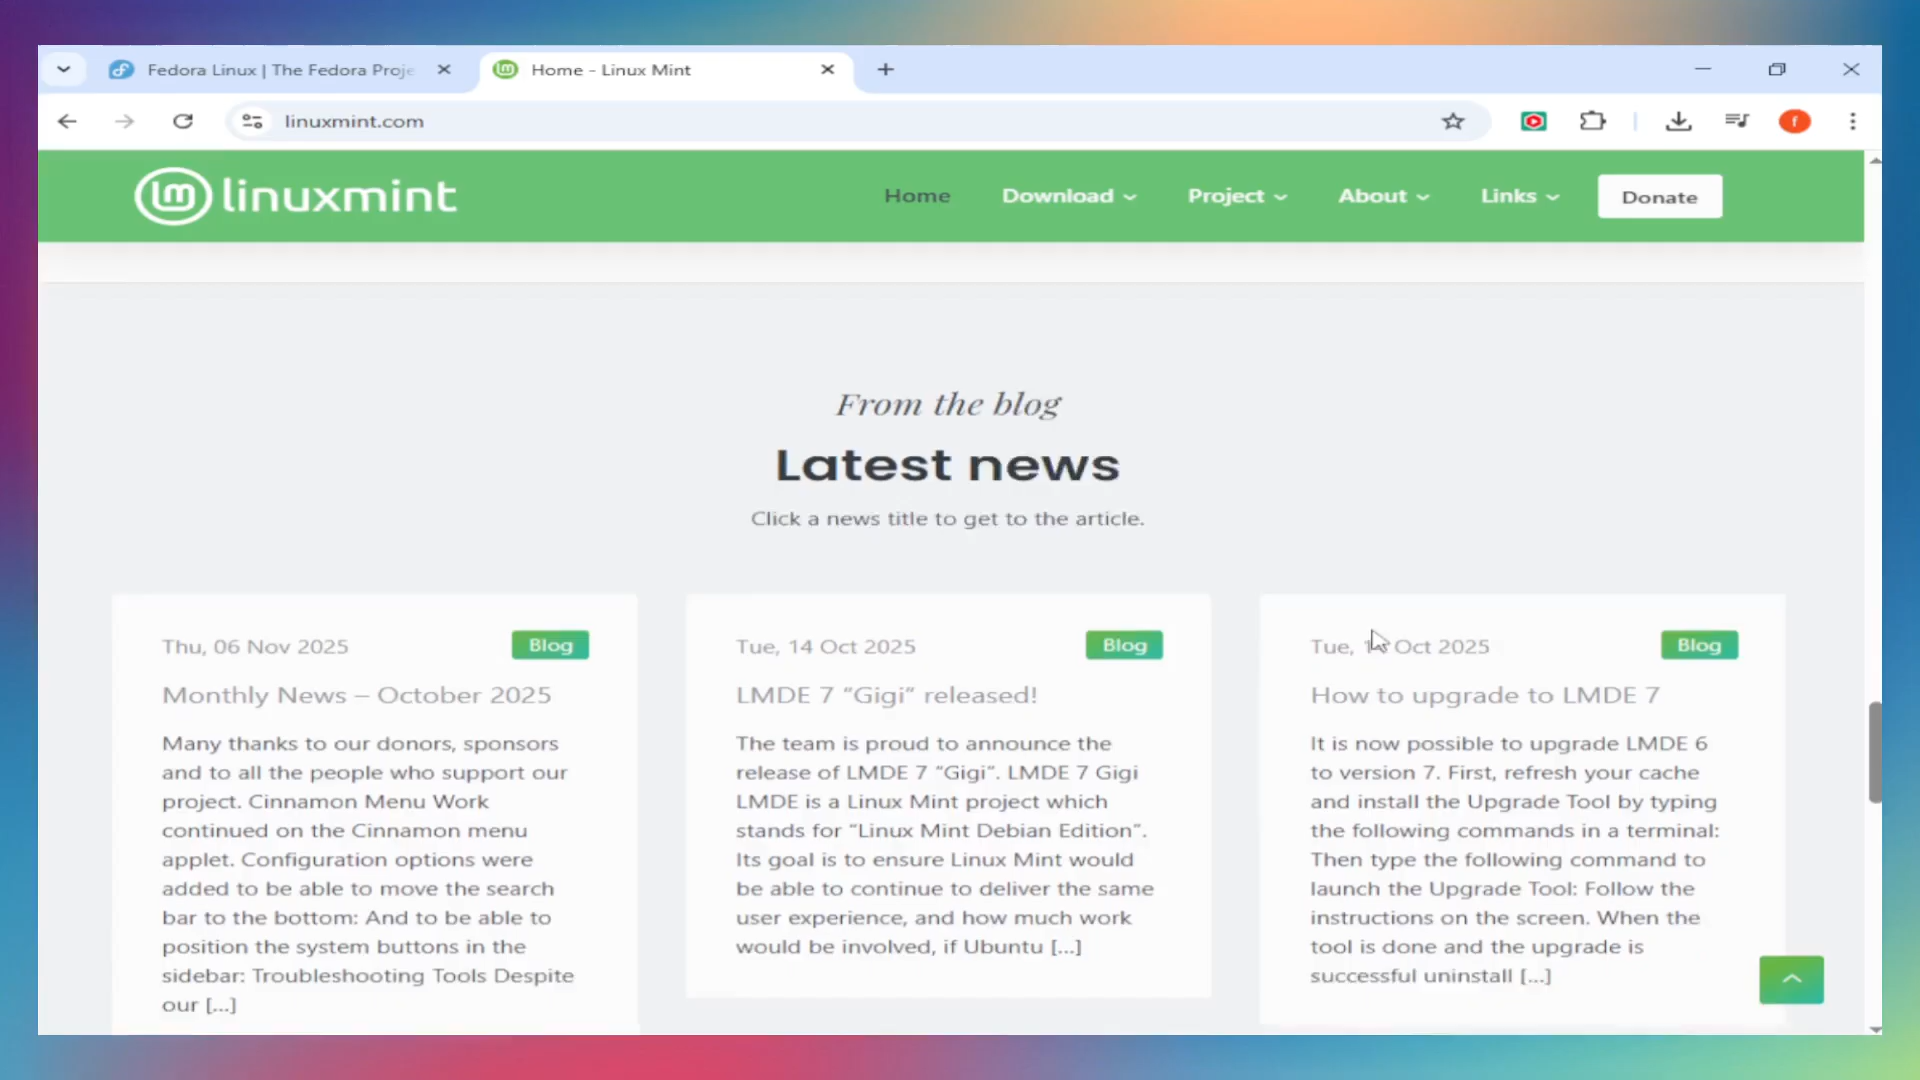 Fedora Linux | The Fedora Proje
Home - Linux Mint
linuxmint.com
linuxmint
Home
Download
Project
About
Links
Donate
From the blog
Latest news
Click a news title to get to the article.
Thu, 06 Nov 2025
Blog
Monthly News – October 2025
Many thanks to our donors, sponsors
and to all the people who support our
project. Cinnamon Menu Work
continued on the Cinnamon menu
applet. Configuration options were
added to be able to move the search
bar to the bottom: And to be able to
position the system buttons in the
sidebar: Troubleshooting Tools Despite
our [...]
Tue, 14 Oct 2025
Blog
LMDE 7 “Gigi” released!
The team is proud to announce the
release of LMDE 7 “Gigi”. LMDE 7 Gigi
LMDE is a Linux Mint project which
stands for “Linux Mint Debian Edition”.
Its goal is to ensure Linux Mint would
be able to continue to deliver the same
user experience, and how much work
would be involved, if Ubuntu [...]
Tue, Oct 2025
Blog
How to upgrade to LMDE 7
It is now possible to upgrade LMDE 6
to version 7. First, refresh your cache
and install the Upgrade Tool by typing
the following commands in a terminal:
Then type the following command to
launch the Upgrade Tool: Follow the
instructions on the screen. When the
tool is done and the upgrade is
successful uninstall [...]